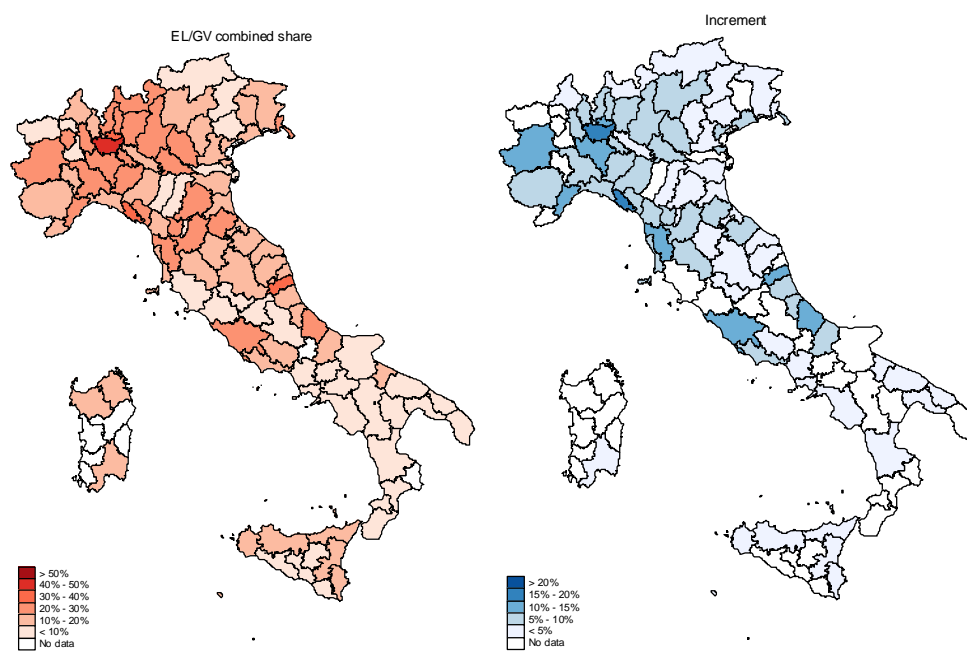 EL/GV combined share
> 50%
40% - 50%
30% - 40%
20% - 30%
10% - 20%
< 10%
No data
Increment
> 20%
15% - 20%
10% - 15%
5% - 10%
< 5%
No data